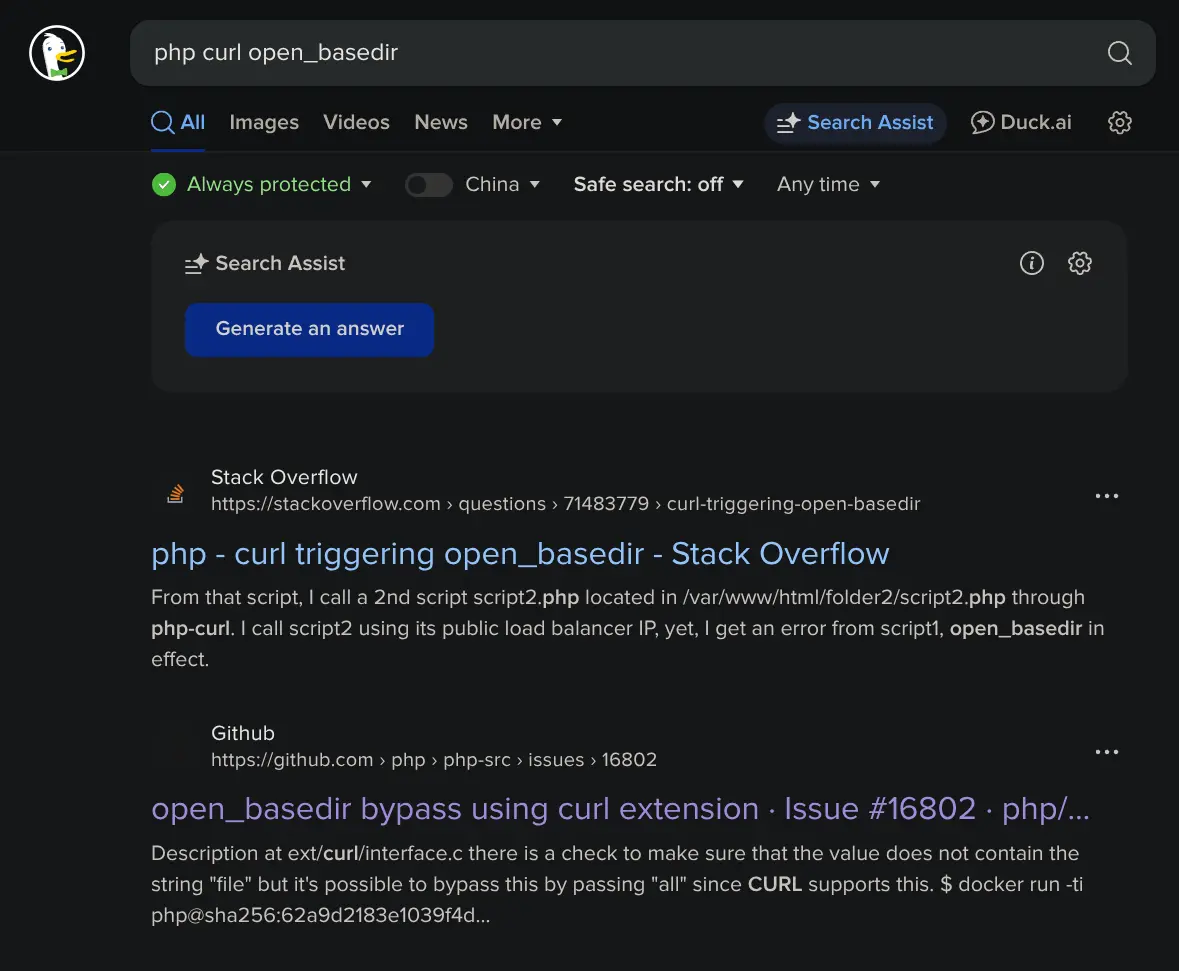 php curl open_basedir
All Images Videos News More Search Assist Duck.ai
Always protected China Safe search: off Any time
Search Assist
Generate an answer
Stack Overflow
https://stackoverflow.com › questions › 71483779 › curl-triggering-open-basedir
php - curl triggering open_basedir - Stack Overflow
From that script, I call a 2nd script script2.php located in /var/www/html/folder2/script2.php through
php-curl. I call script2 using its public load balancer IP, yet, I get an error from script1, open_basedir in
effect.
Github
https://github.com › php › php-src › issues › 16802
open_basedir bypass using curl extension · Issue #16802 · php/...
Description at ext/curl/interface.c there is a check to make sure that the value does not contain the
string "file" but it's possible to bypass this by passing "all" since CURL supports this. $ docker run -ti
php@sha256:62a9d2183e1039f4d...